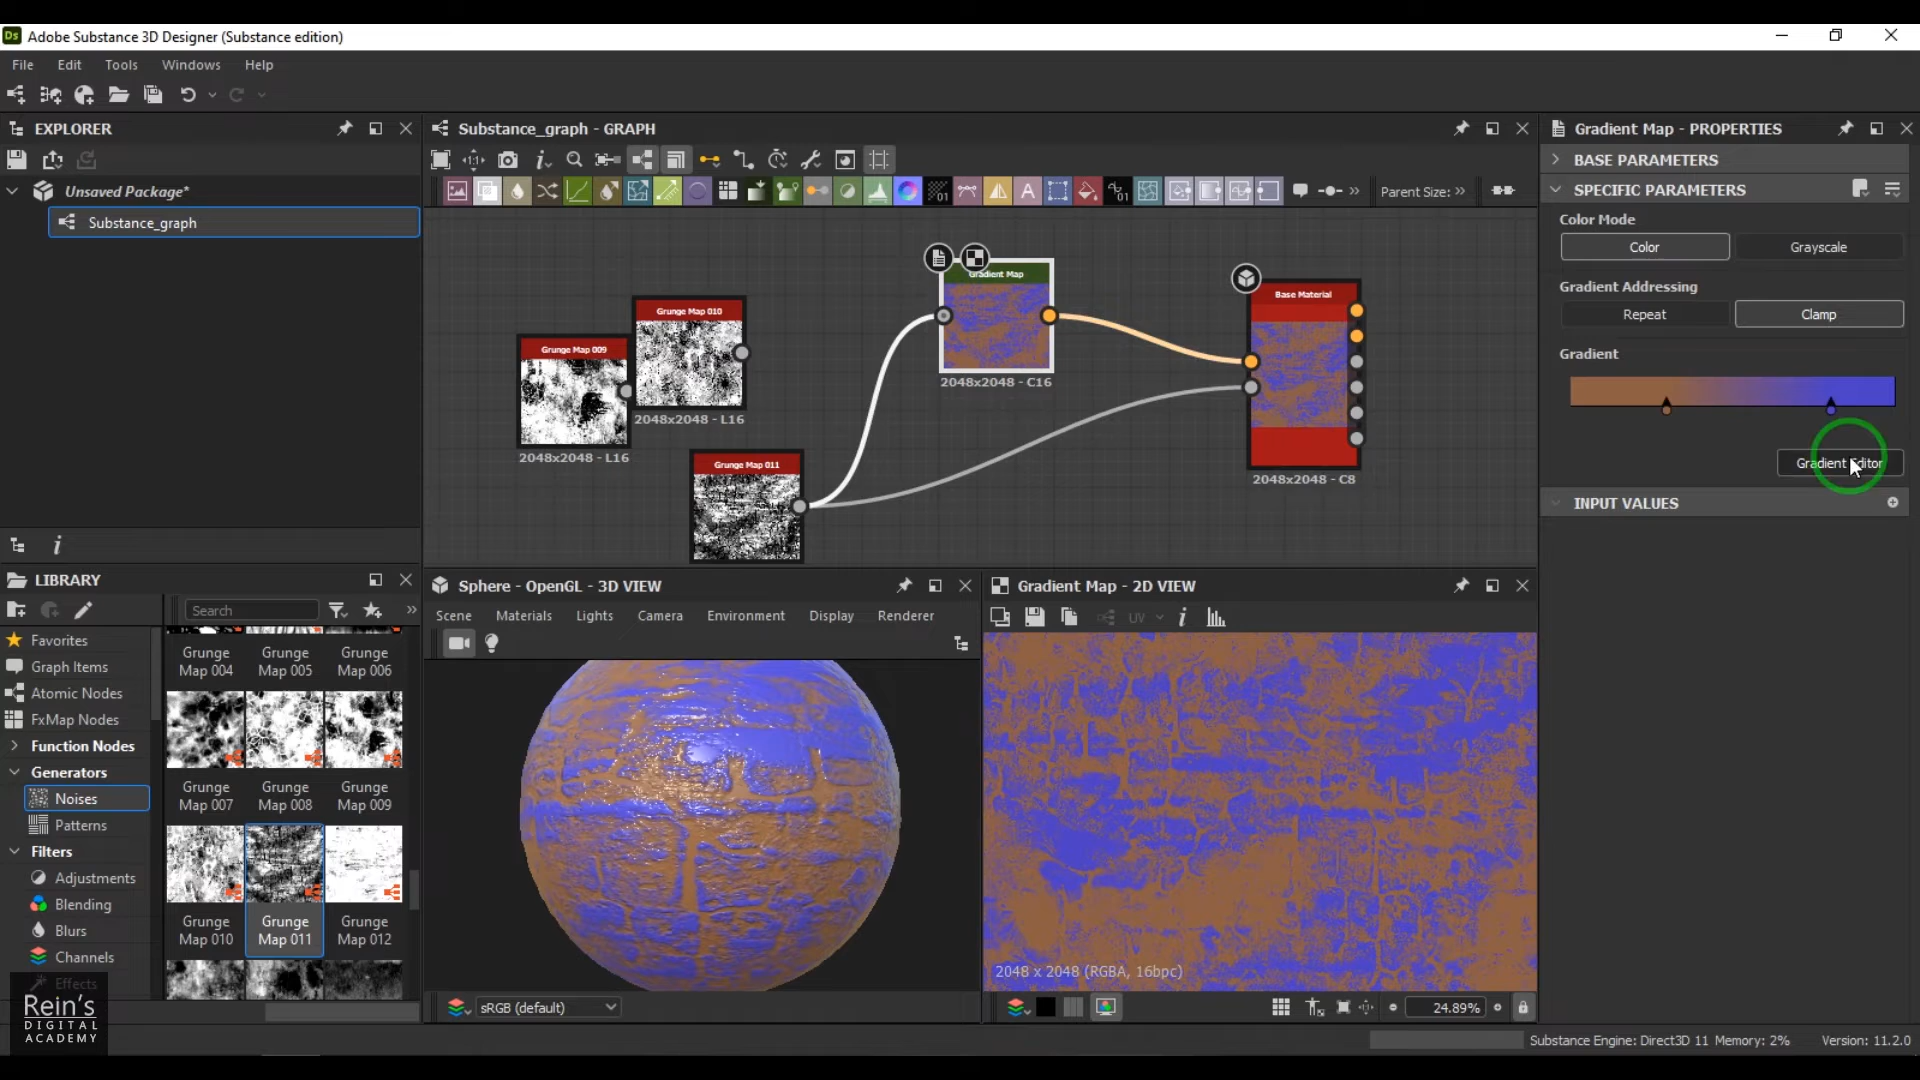 Ds Adobe Substance 3D Designer (Substance edition)
File Edit Tools Windows Help
EXPLORER
Unsaved Package*
Substance_graph
Substance_graph - GRAPH
Parent Size: »
Gradient Map
2048x2048 - C16
Base Material
2048x2048 - C8
Grunge Map 010
2048x2048 - L16
Grunge Map 009
2048x2048 - L16
Grunge Map 011
Gradient Map - PROPERTIES
BASE PARAMETERS
SPECIFIC PARAMETERS
Color Mode
Color Grayscale
Gradient Addressing
Repeat Clamp
Gradient
Gradient Editor
INPUT VALUES
LIBRARY
Search
Favorites
Graph Items
Atomic Nodes
FxMap Nodes
Function Nodes
Generators
Noises
Patterns
Filters
Adjustments
Blending
Blurs
Channels
Effects
Grunge Map 004
Grunge Map 005
Grunge Map 006
Grunge Map 007
Grunge Map 008
Grunge Map 009
Grunge Map 010
Grunge Map 011
Grunge Map 012
Sphere - OpenGL - 3D VIEW
Scene Materials Lights Camera Environment Display Renderer
sRGB (default)
Gradient Map - 2D VIEW
UV
2048 x 2048 (RGBA, 16bpc)
24.89%
Rein's
DIGITAL
ACADEMY
Substance Engine: Direct3D 11 Memory: 2% Version: 11.2.0